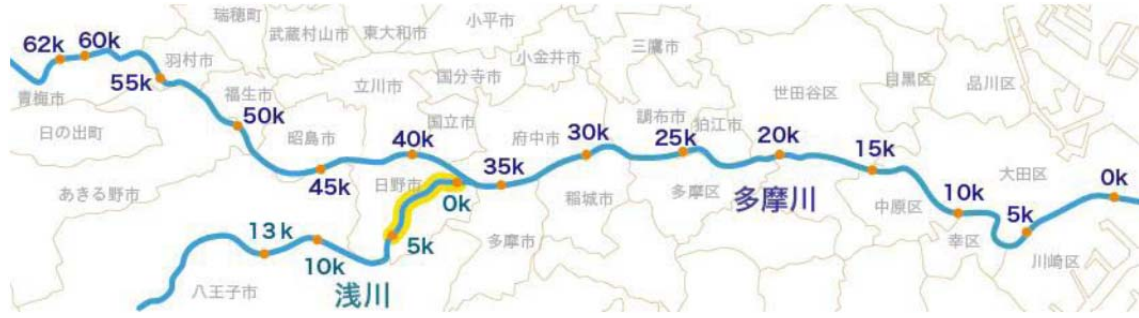 瑞穂町
武蔵村山市
東大和市
小平市
62k
60k
羽村市
小金井市
三鷹市
目黒区
品川区
55k
立川市
国分寺市
世田谷区
青梅市
福生市
50k
昭島市
国立市
40k
府中市
30k
調布市
狛江市
25k
20k
15k
日の出町
45k
日野市
35k
大田区
0k
あきる野市
0k
稲城市
多摩区
多摩川
中原区
10k
5k
幸区
川崎区
13k
10k
5k
多摩市
八王子市
浅川